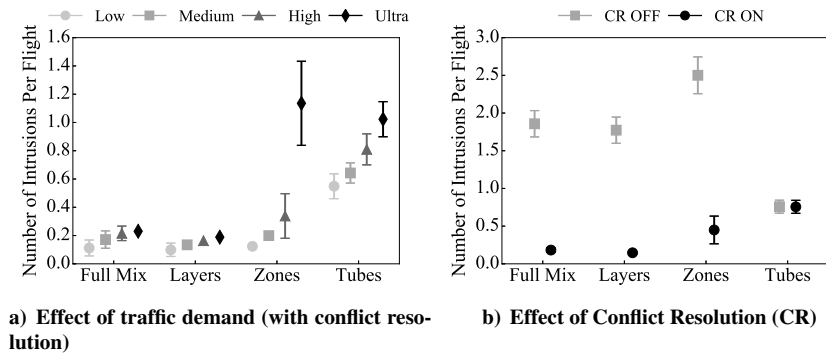 Low Medium High Ultra
Number of Intrusions Per Flight
1.6
1.4
1.2
1.0
0.8
0.6
0.4
0.2
0.0
Full Mix Layers Zones Tubes
a) Effect of traffic demand (with conflict reso-
lution)
CR OFF CR ON
Number of Intrusions Per Flight
3.0
2.5
2.0
1.5
1.0
0.5
0.0
Full Mix Layers Zones Tubes
b) Effect of Conflict Resolution (CR)